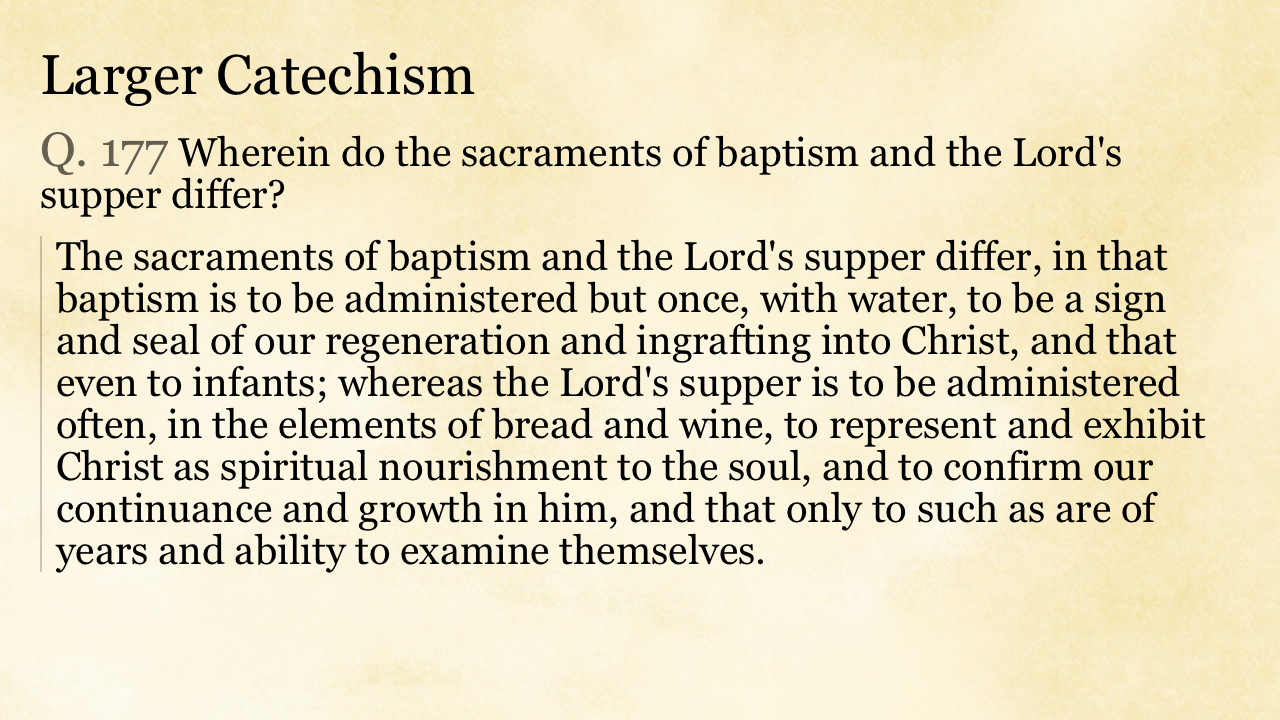 Larger Catechism
Q. 177 Wherein do the sacraments of baptism and the Lord's
supper differ?
The sacraments of baptism and the Lord's supper differ, in that
baptism is to be administered but once, with water, to be a sign
and seal of our regeneration and ingrafting into Christ, and that
even to infants; whereas the Lord's supper is to be administered
often, in the elements of bread and wine, to represent and exhibit
Christ as spiritual nourishment to the soul, and to confirm our
continuance and growth in him, and that only to such as are of
years and ability to examine themselves.